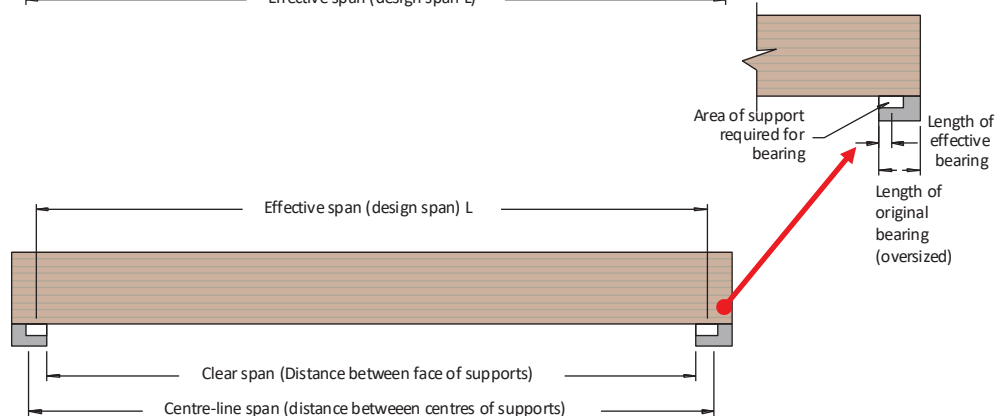 Effective span (design span L)
Area of support
required for
bearing
Length of
effective
bearing
Length of
original
bearing
(oversized)
Effective span (design span) L
Clear span (Distance between face of supports)
Centre-line span (distance betweeen centres of supports)